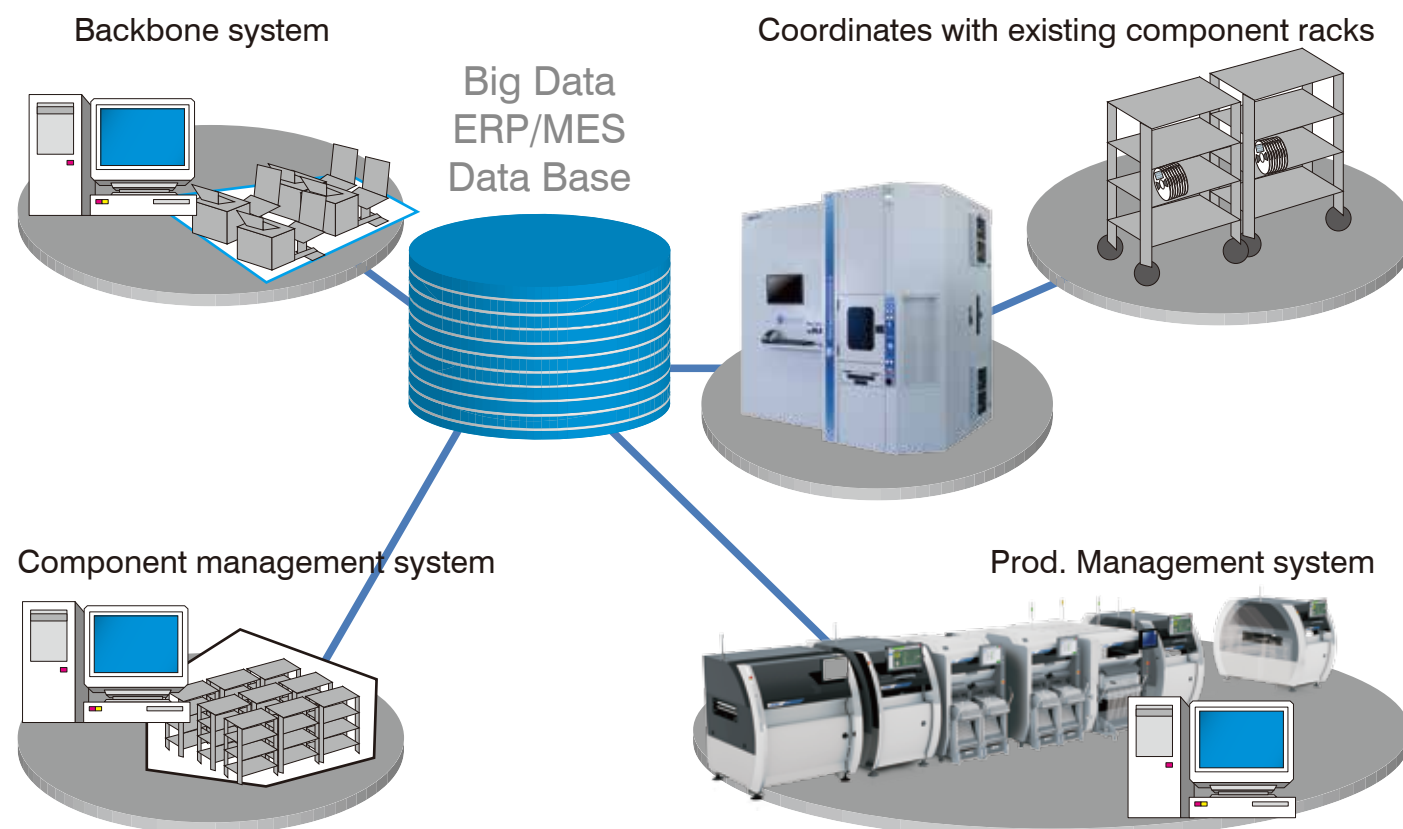 Backbone system
Coordinates with existing component racks
Big Data
ERP/MES
Data Base
Component management system
Prod. Management system